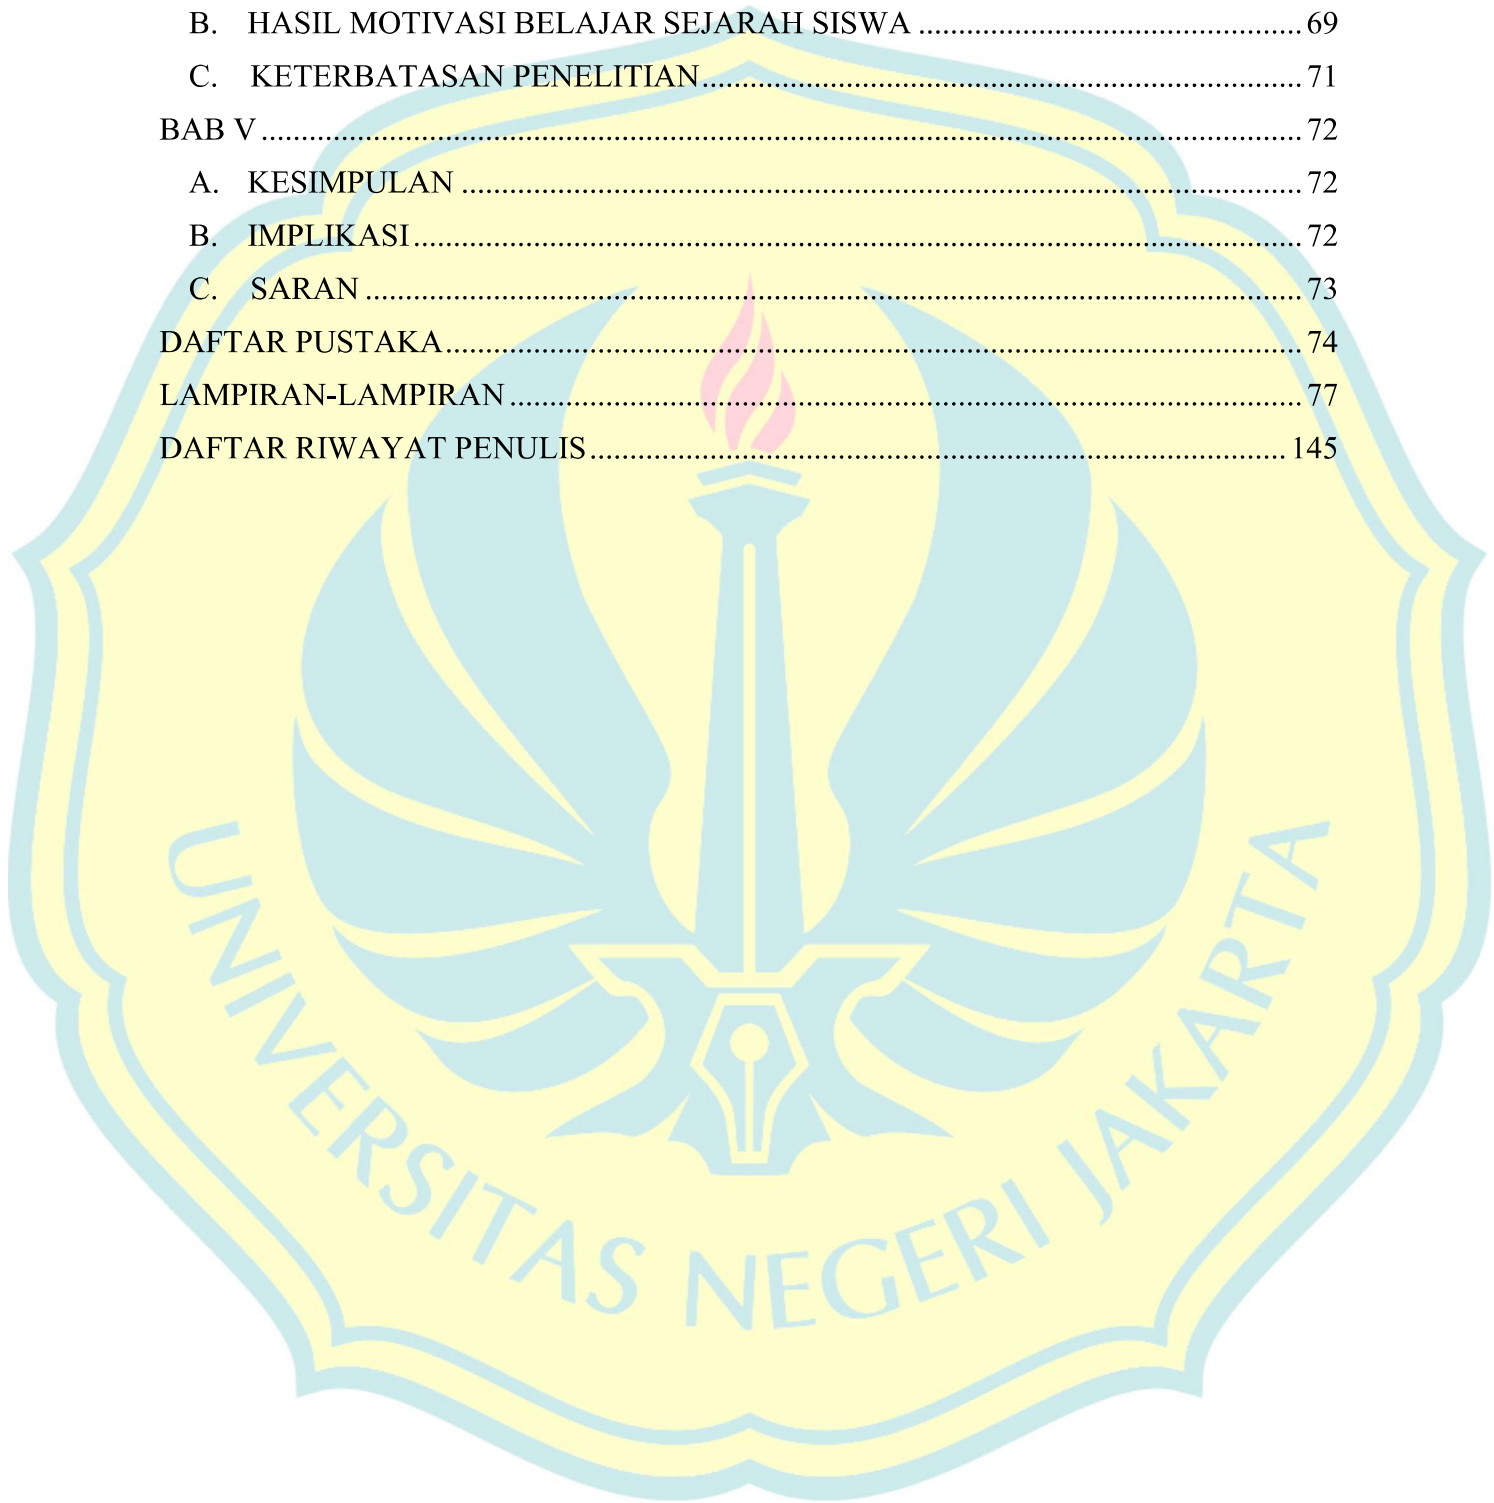 B. HASIL MOTIVASI BELAJAR SEJARAH SISWA ................................................ 69
C. KETERBATASAN PENELITIAN........................................................................... 71
BAB V .................................................................................................................................. 72
A. KESIMPULAN ......................................................................................................... 72
B. IMPLIKASI............................................................................................................... 72
C. SARAN ..................................................................................................................... 73
DAFTAR PUSTAKA........................................................................................................... 74
LAMPIRAN-LAMPIRAN ................................................................................................... 77
DAFTAR RIWAYAT PENULIS....................................................................................... 145
UNIVERSITAS NEGERI JAKARTA